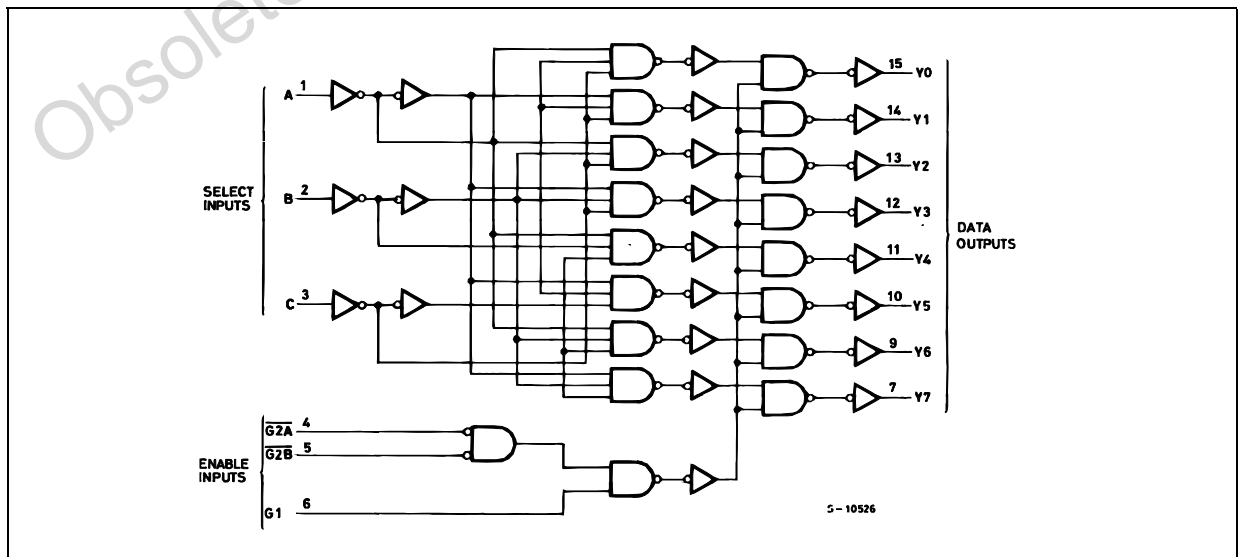 Obsolete
A 1
B 2
C 3
SELECT
INPUTS
15 Y0
14 Y1
13 Y2
12 Y3
11 Y4
10 Y5
9 Y6
7 Y7
DATA
OUTPUTS
ENABLE
INPUTS
G2A 4
G2B 5
G1 6
S-10526